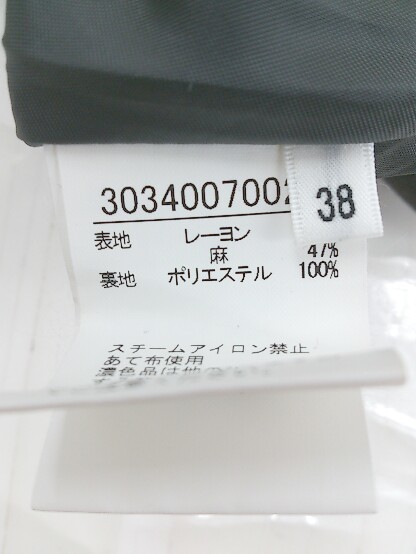 3034007002
38
表地 レーヨン
麻 47%
裏地 ポリエステル 100%
スチームアイロン禁止
あて布使用
濃色品は他の